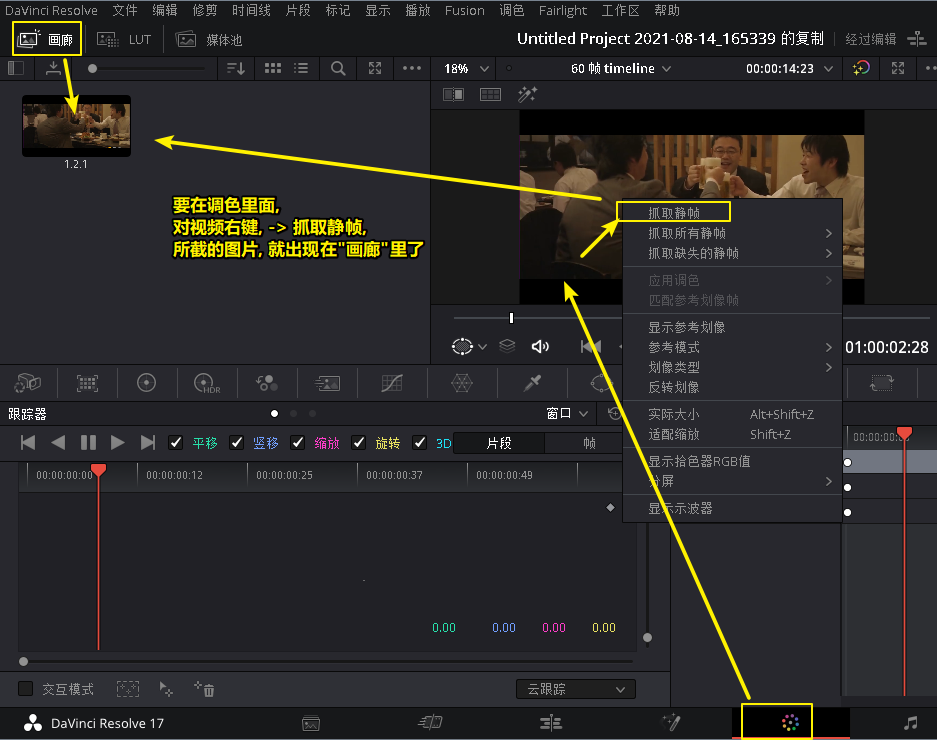 DaVinci Resolve 文件 编辑 修剪 时间线 片段 标记 显示 播放 Fusion 调色 Fairlight 工作区 帮助
画廊 LUT 媒体池 Untitled Project 2021-08-14_165339 的复制 经过编辑
18% 60 帧 timeline 00:00:14:23
1.2.1
要在调色里面,
对视频右键, -> 抓取静帧,
所截的图片, 就出现在"画廊"里了
抓取静帧
抓取所有静帧
抓取缺失的静帧
应用调色
匹配参考划像帧
显示参考划像
参考模式
划像类型
反转划像
实际大小 Alt+Shift+Z
适配缩放 Shift+Z
显示拾色器RGB值
分屏
显示示波器
01:00:02:28
HDR
跟踪器 窗口
平移 竖移 缩放 旋转 3D 片段 帧
00:00:00:00 00:00:00:12 00:00:00:25 00:00:00:37 00:00:00:49
00:00:00:
0.00 0.00 0.00 0.00
交互模式 云跟踪
DaVinci Resolve 17